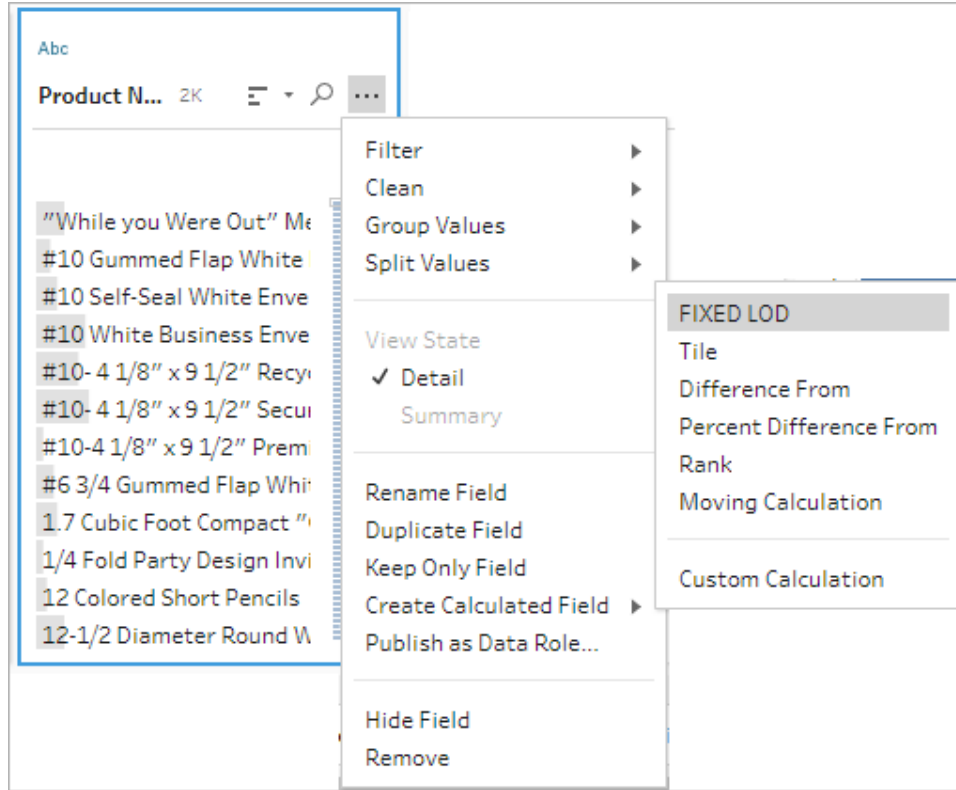 Abc
Product N... 2K
"While you Were Out" Me
#10 Gummed Flap White
#10 Self-Seal White Enve
#10 White Business Enve
#10- 4 1/8" x 9 1/2" Recy
#10- 4 1/8" x 9 1/2" Secur
#10-4 1/8" x 9 1/2" Premi
#6 3/4 Gummed Flap Whit
1.7 Cubic Foot Compact "
1/4 Fold Party Design Invi
12 Colored Short Pencils
12-1/2 Diameter Round W
Filter
Clean
Group Values
Split Values
View State
✓ Detail
Summary
Rename Field
Duplicate Field
Keep Only Field
Create Calculated Field
Publish as Data Role...
Hide Field
Remove
FIXED LOD
Tile
Difference From
Percent Difference From
Rank
Moving Calculation
Custom Calculation